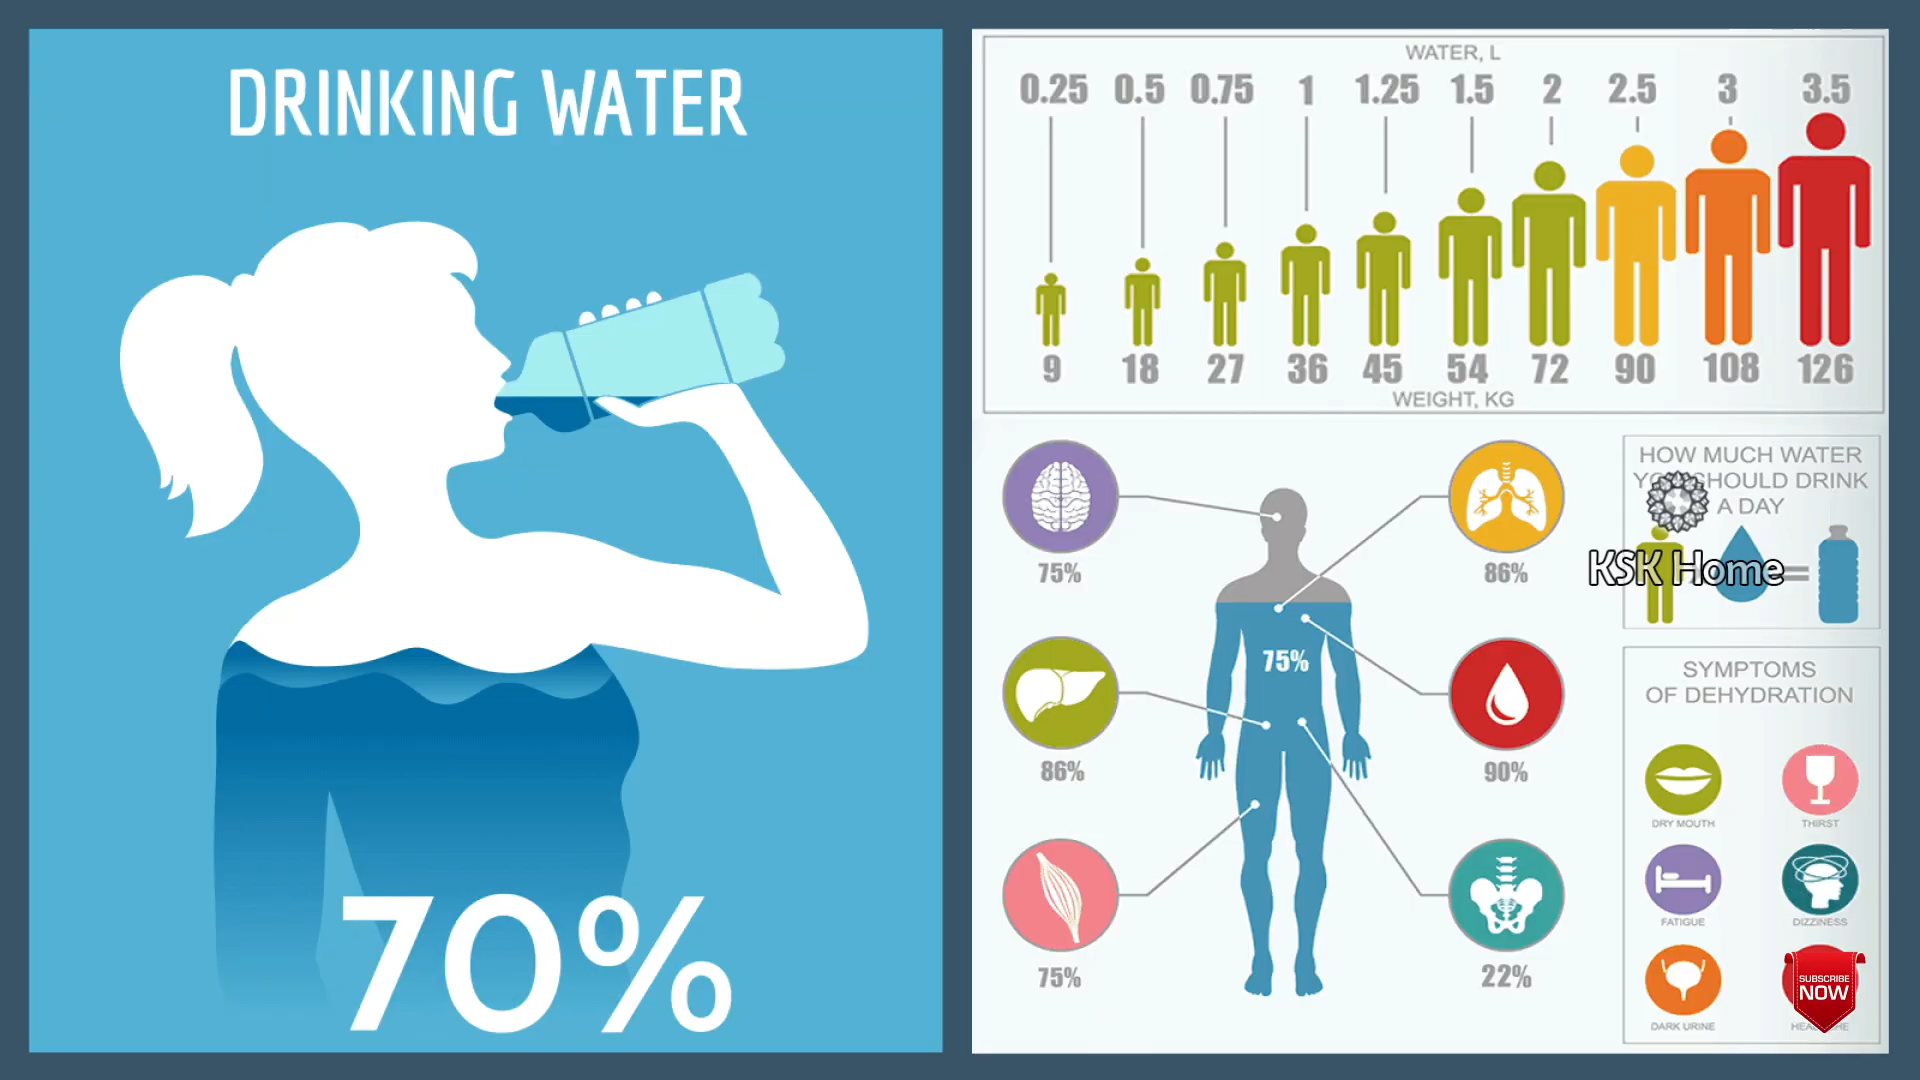 DRINKING WATER
70%
WATER, L
0.25 0.5 0.75 1 1.25 1.5 2 2.5 3 3.5
9 18 27 36 45 54 72 90 108 126
WEIGHT, KG
75%
86%
75%
75%
86%
90%
22%
HOW MUCH WATER
SHOULD DRINK
A DAY
KSK Home
SYMPTOMS
OF DEHYDRATION
DRY MOUTH
THIRST
FATIGUE
DIZZINESS
DARK URINE
SUBSCRIBE
NOW